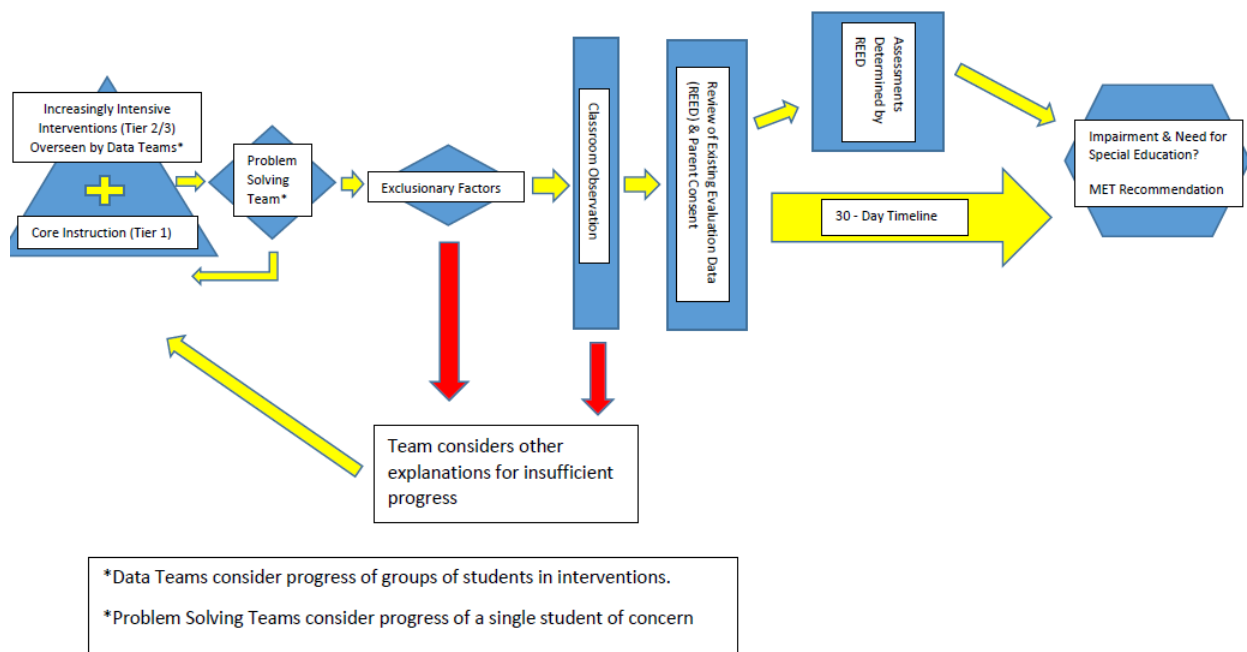 Increasingly Intensive
Interventions (Tier 2/3)
Overseen by Data Teams*
Core Instruction (Tier 1)
Problem
Solving
Team*
Exclusionary Factors
Classroom Observation
Review of Existing Evaluation Data
(REED) & Parent Consent
Assessments
Determined by
REED
30 - Day Timeline
Impairment & Need for
Special Education?
MET Recommendation
Team considers other
explanations for insufficient
progress
*Data Teams consider progress of groups of students in interventions.
*Problem Solving Teams consider progress of a single student of concern